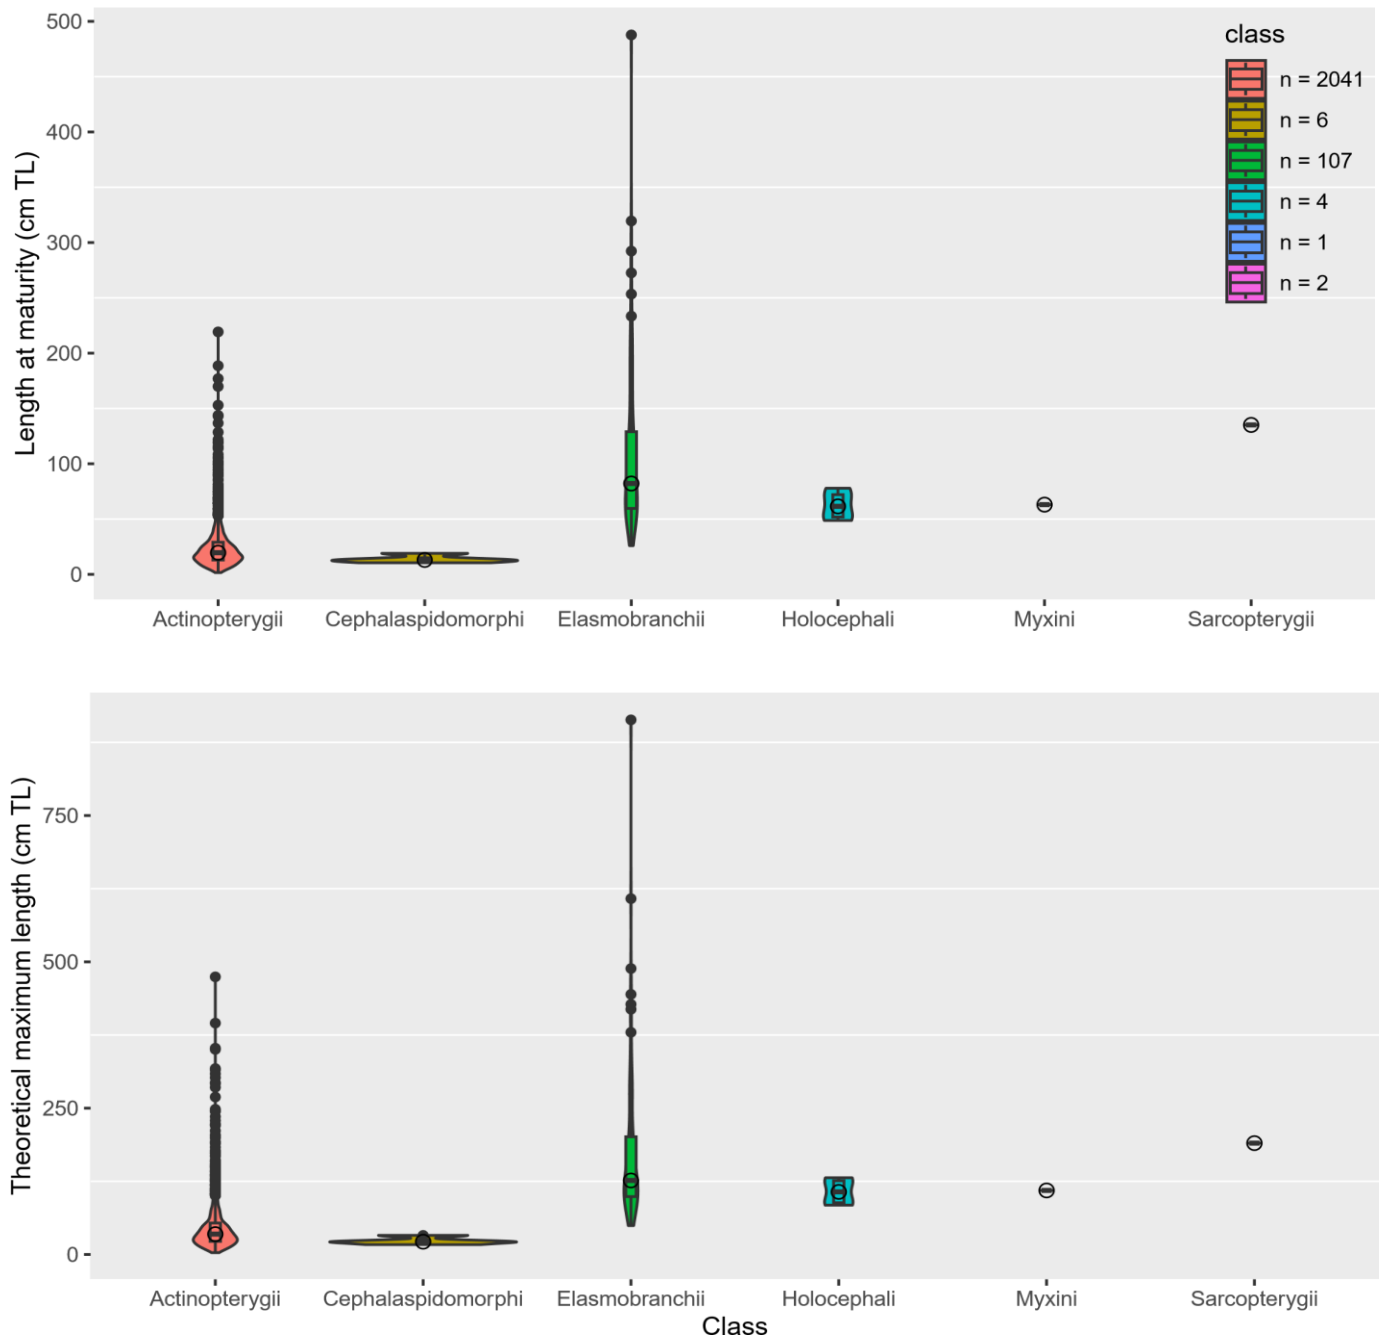 class
n = 2041
n = 6
n = 107
n = 4
n = 1
n = 2
Length at maturity (cm TL)
500
400
300
200
100
0
Actinopterygii Cephalaspidomorphi Elasmobranchii Holocephali Myxini Sarcopterygii
Theoretical maximum length (cm TL)
750
500
250
0
Actinopterygii Cephalaspidomorphi Elasmobranchii Holocephali Myxini Sarcopterygii
Class